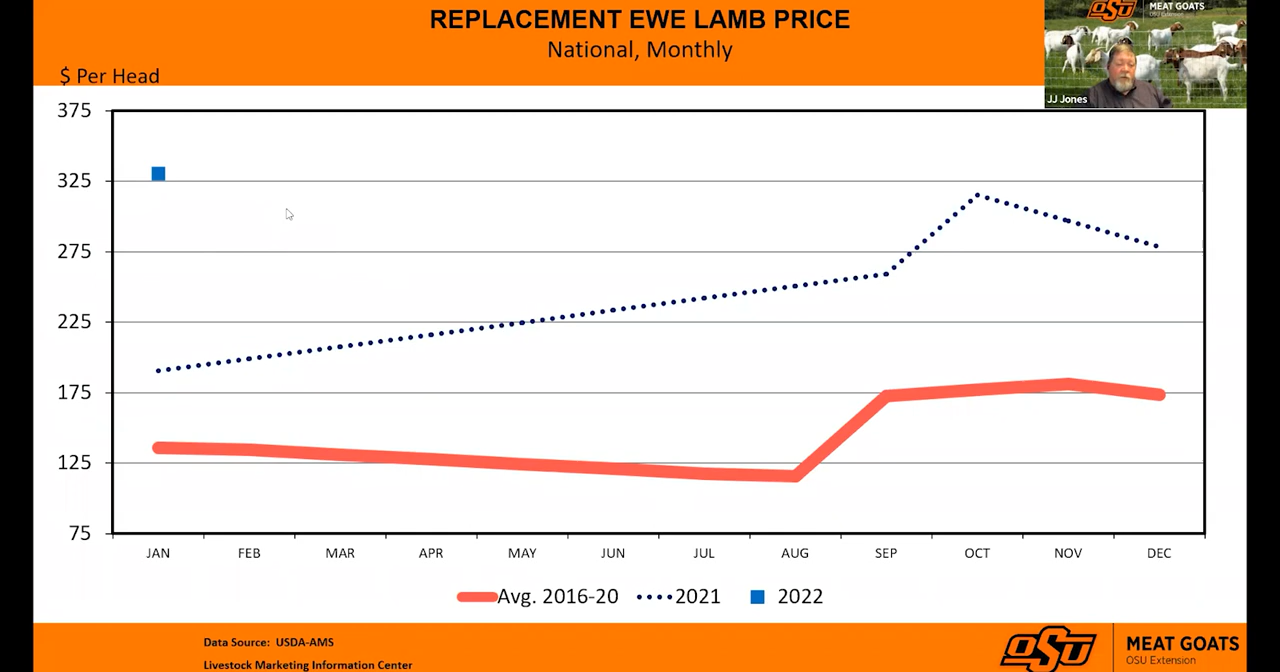 REPLACEMENT EWE LAMB PRICE
National, Monthly
$ Per Head
OSU
MEAT GOATS
OSU Extension
JJ Jones
375
325
275
225
175
125
75
JAN FEB MAR APR MAY JUN JUL AUG SEP OCT NOV DEC
Avg. 2016-20 2021 2022
Data Source: USDA-AMS
Livestock Marketing Information Center
OSU
MEAT GOATS
OSU Extension